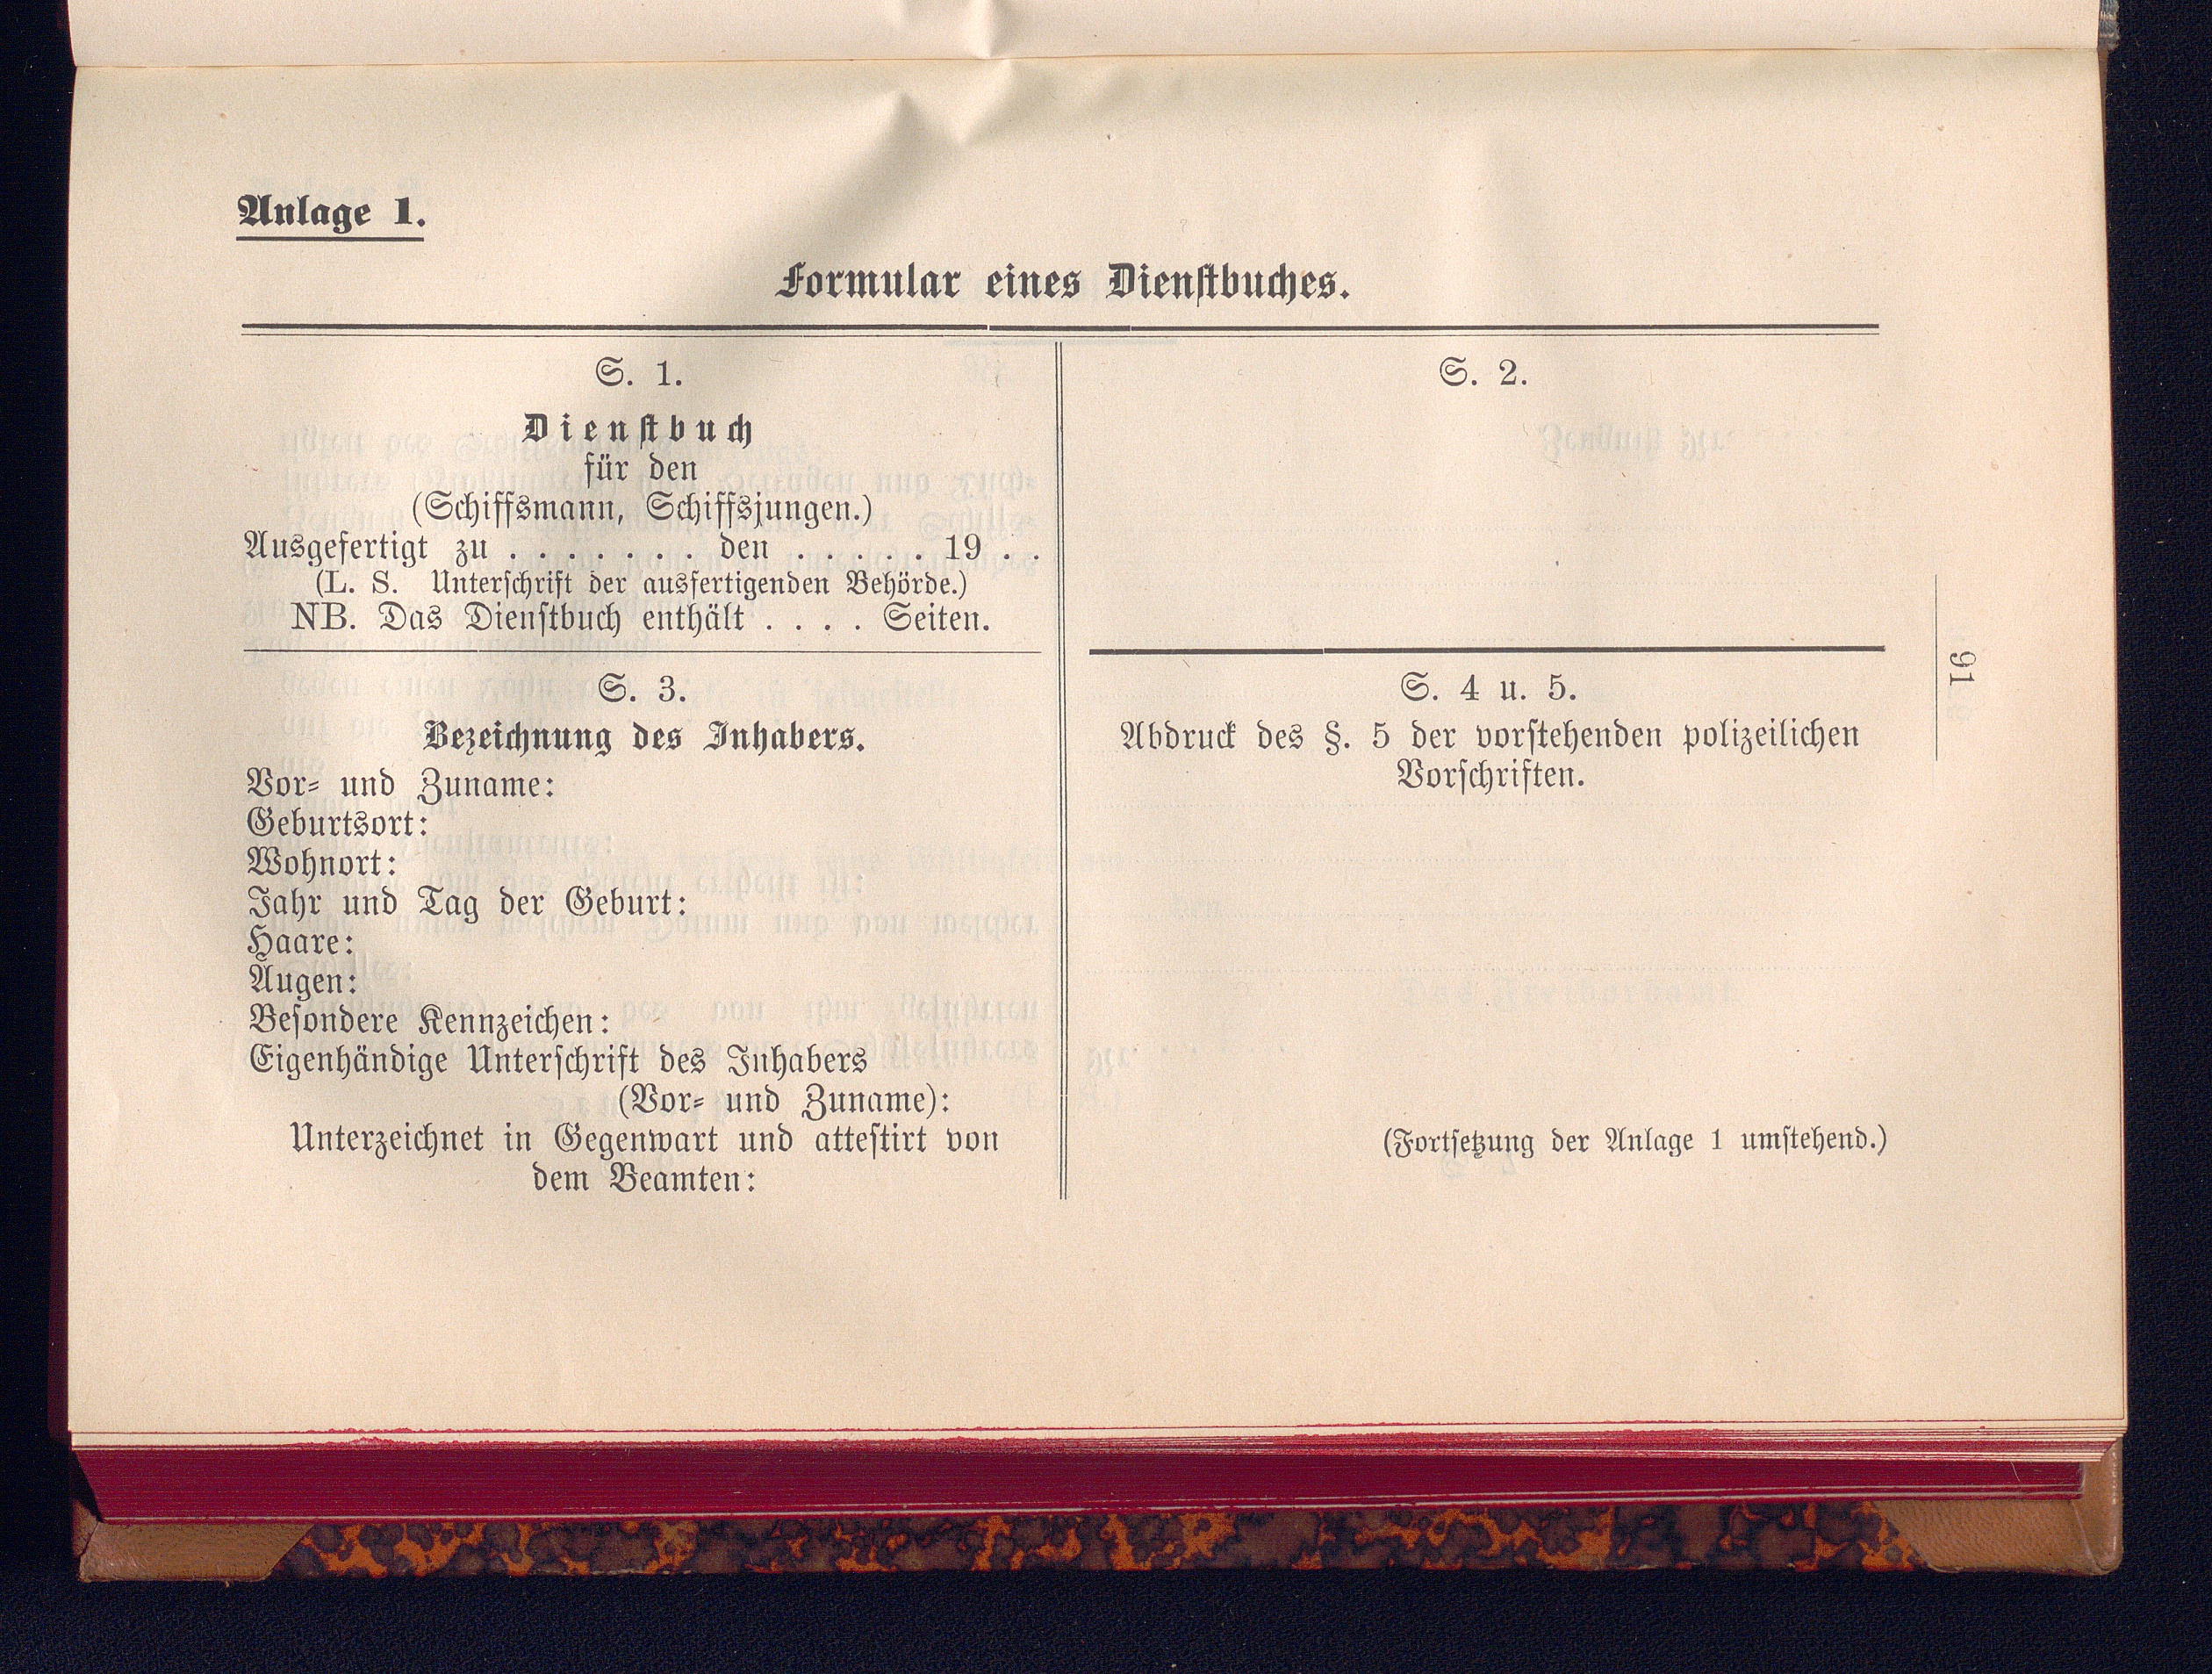 Anlage 1.
Formular eines Dienstbuches.
S. 1.
Dienstbuch
für den
(Schiffsmann, Schiffsjungen.)
Ausgefertigt zu . . . . . . . den . . . . . 19 . .
(L. S. Unterschrift der ausfertigenden Behörde.)
NB. Das Dienstbuch enthält . . . . Seiten.
S. 2.
S. 3.
Bezeichnung des Inhabers.
Vor- und Zuname:
Geburtsort:
Wohnort:
Jahr und Tag der Geburt:
Haare:
Augen:
Besondere Kennzeichen:
Eigenhändige Unterschrift des Inhabers
(Vor- und Zuname):
Unterzeichnet in Gegenwart und attestirt von
dem Beamten:
S. 4 u. 5.
Abdruck des §. 5 der vorstehenden polizeilichen
Vorschriften.
(Fortsetzung der Anlage 1 umstehend.)
91